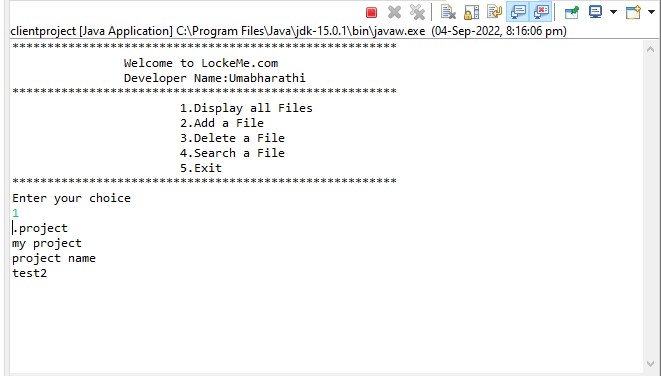 clientproject [Java Application] C:\Program Files\Java\jdk-15.0.1\bin\javaw.exe (04-Sep-2022, 8:16:06 pm)
*******************************************************
Welcome to LockeMe.com
Developer Name:Umabharathi
*******************************************************
1.Display all Files
2.Add a File
3.Delete a File
4.Search a File
5.Exit
*******************************************************
Enter your choice
1
.project
my project
project name
test2